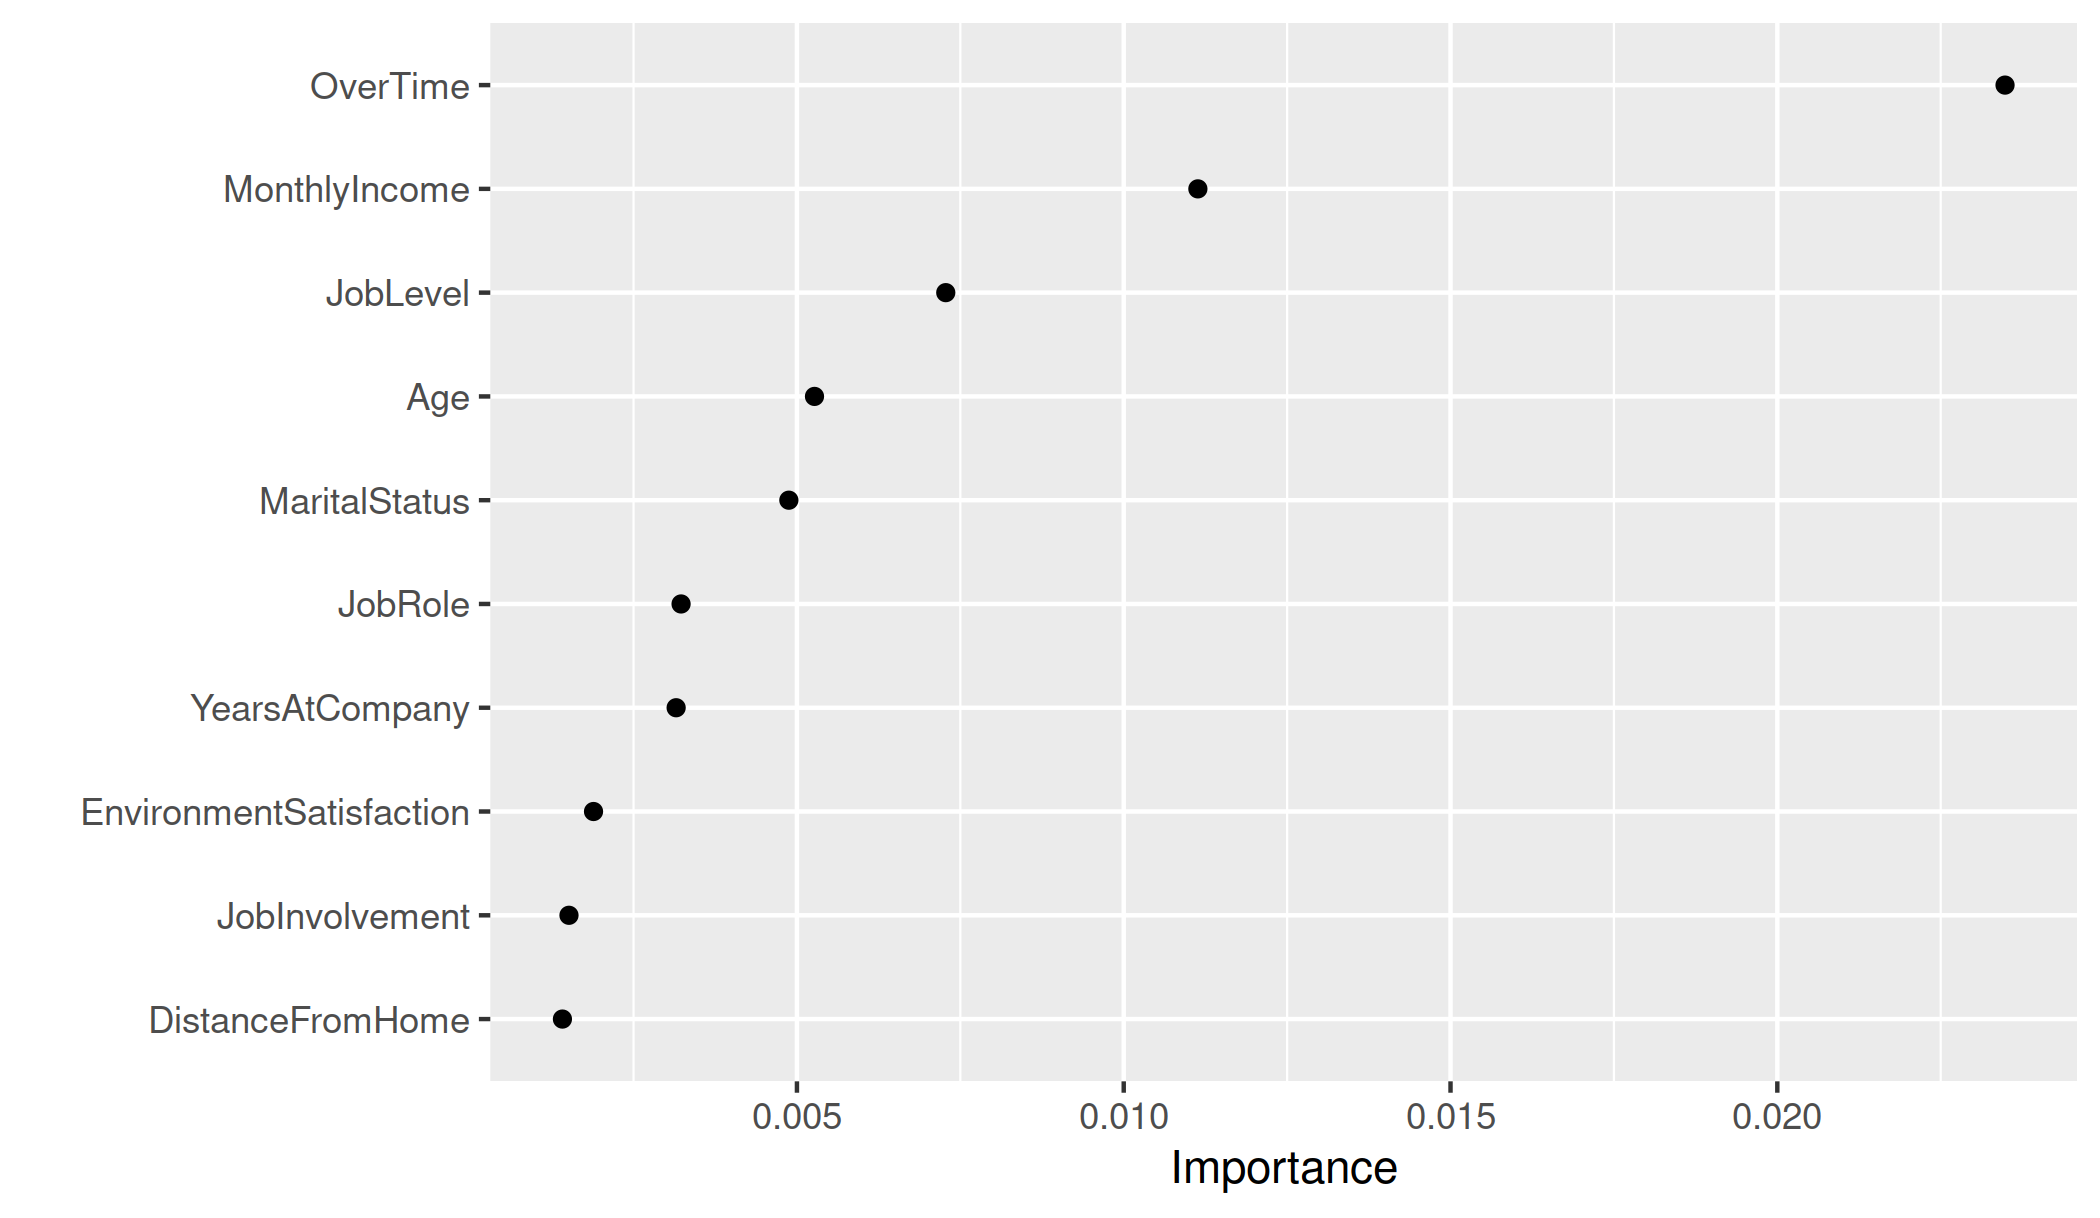 OverTime
MonthlyIncome
JobLevel
Age
MaritalStatus
JobRole
YearsAtCompany
EnvironmentSatisfaction
JobInvolvement
DistanceFromHome
0.005 0.010 0.015 0.020
Importance